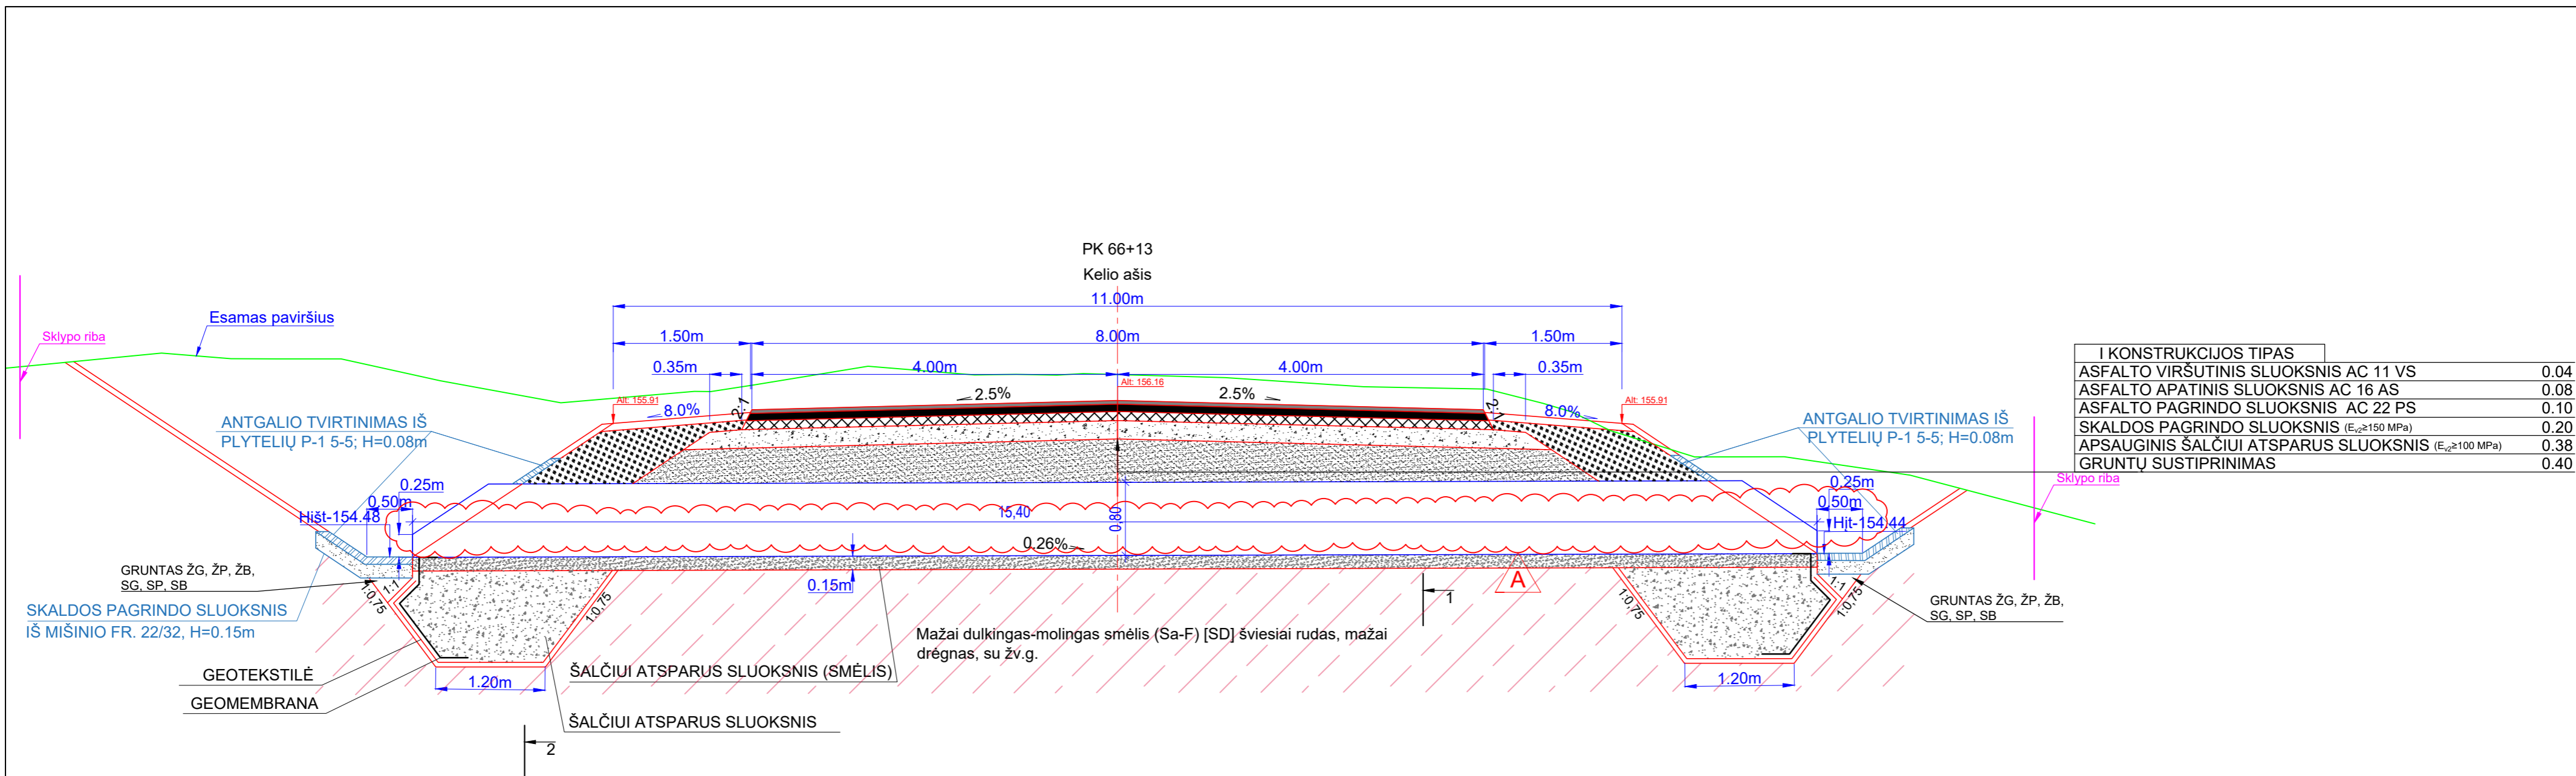 PK 66+13
Kelio ašis
11.00m
Esamas paviršius
Sklypo riba
1.50m
8.00m
1.50m
0.35m
4.00m
4.00m
0.35m
Alt: 155.91
8.0%
2:1
2.5%
Alt: 156.16
2.5%
2:1
8.0%
Alt: 155.91
I KONSTRUKCIJOS TIPAS
ASFALTO VIRŠUTINIS SLUOKSNIS AC 11 VS 0.04
ASFALTO APATINIS SLUOKSNIS AC 16 AS 0.08
ASFALTO PAGRINDO SLUOKSNIS AC 22 PS 0.10
SKALDOS PAGRINDO SLUOKSNIS (Ev2≥150 MPa) 0.20
APSAUGINIS ŠALČIUI ATSPARUS SLUOKSNIS (Ev2≥100 MPa) 0.38
GRUNTŲ SUSTIPRINIMAS 0.40
ANTGALIO TVIRTINIMAS IŠ
PLYTELIŲ P-1 5-5; H=0.08m
ANTGALIO TVIRTINIMAS IŠ
PLYTELIŲ P-1 5-5; H=0.08m
Sklypo riba
0.25m
0.50m
Hišt-154.48
15,40
0,80
0.25m
0.50m
Hįt-154.44
0.26%
0.15m
A
1
GRUNTAS ŽG, ŽP, ŽB,
SG, SP, SB
1:1
1:0,75
1:0,75
1:0,75
1:1
1:0,75
GRUNTAS ŽG, ŽP, ŽB,
SG, SP, SB
SKALDOS PAGRINDO SLUOKSNIS
IŠ MIŠINIO FR. 22/32, H=0.15m
Mažai dulkingas-molingas smėlis (Sa-F) [SD] šviesiai rudas, mažai
drėgnas, su žv.g.
GEOTEKSTILĖ
GEOMEMBRANA
1.20m
ŠALČIUI ATSPARUS SLUOKSNIS (SMĖLIS)
1.20m
ŠALČIUI ATSPARUS SLUOKSNIS
2